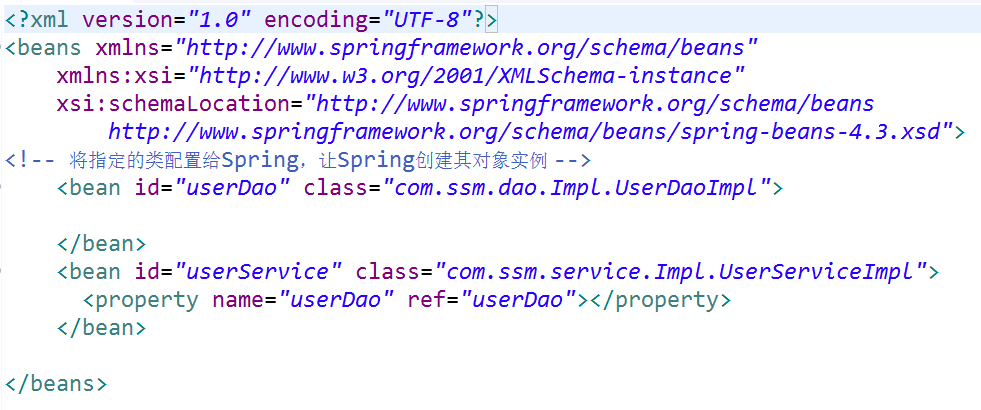 <?xml version="1.0" encoding="UTF-8"?>
<beans xmlns="http://www.springframework.org/schema/beans"
    xmlns:xsi="http://www.w3.org/2001/XMLSchema-instance"
    xsi:schemaLocation="http://www.springframework.org/schema/beans
        http://www.springframework.org/schema/beans/spring-beans-4.3.xsd">
<!-- 将指定的类配置给Spring，让Spring创建其对象实例 -->
    <bean id="userDao" class="com.ssm.dao.Impl.UserDaoImpl">

    </bean>
    <bean id="userService" class="com.ssm.service.Impl.UserServiceImpl">
      <property name="userDao" ref="userDao"></property>
    </bean>

</beans>